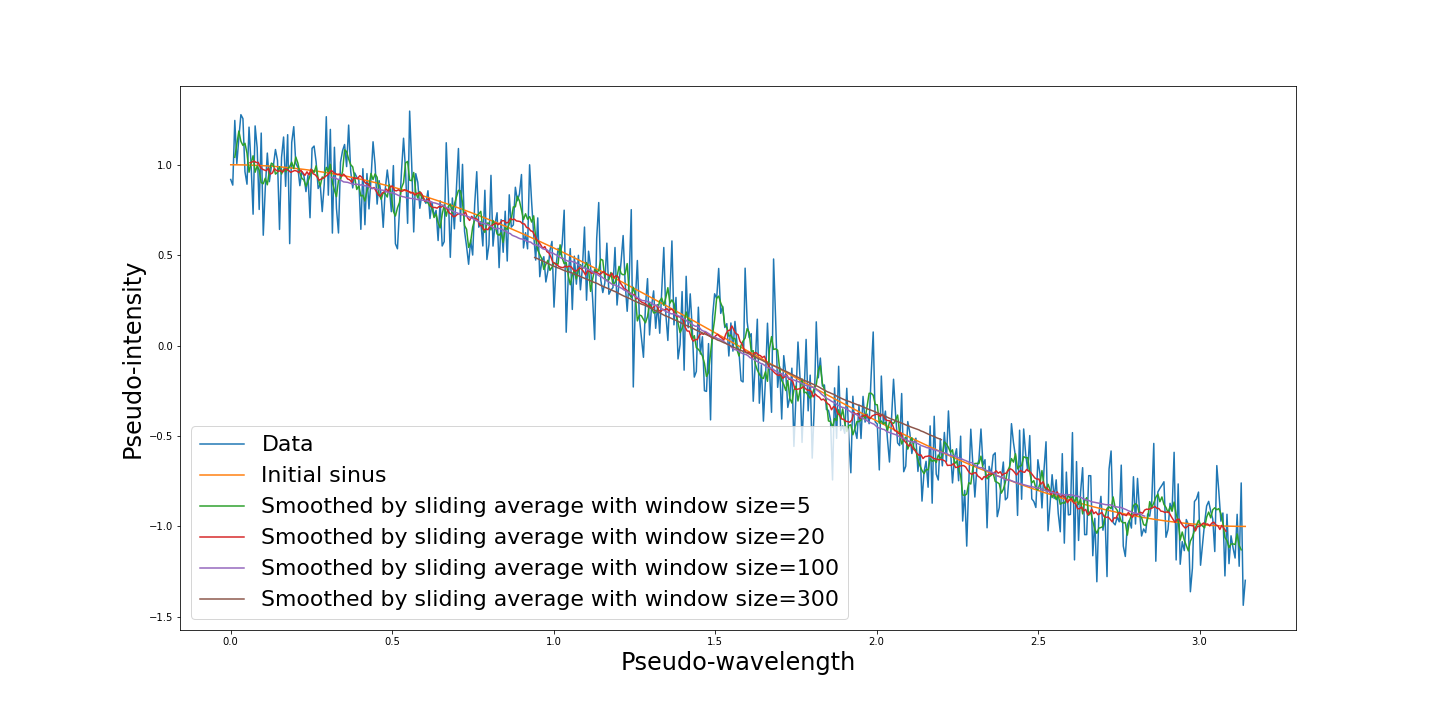 1.0
0.5
0.0
−0.5
−1.0
−1.5
Pseudo-intensity
Data
Initial sinus
Smoothed by sliding average with window size=5
Smoothed by sliding average with window size=20
Smoothed by sliding average with window size=100
Smoothed by sliding average with window size=300
0.0 0.5 1.0 1.5 2.0 2.5 3.0
Pseudo-wavelength